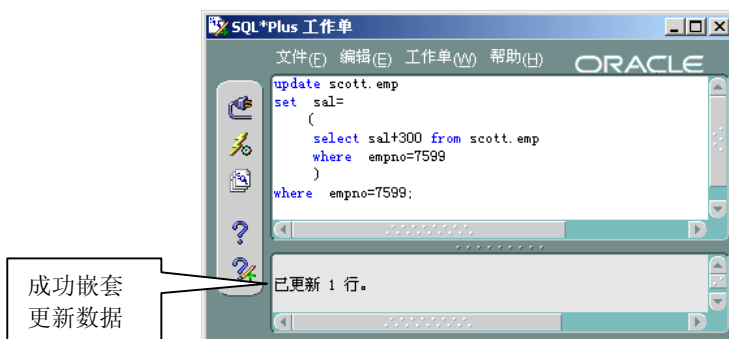 SQL*Plus 工作单
文件(F) 编辑(E) 工作单(W) 帮助(H) ORACLE
update scott.emp
set sal=
(
select sal+300 from scott.emp
where empno=7599
)
where empno=7599;
已更新 1 行。
成功嵌套
更新数据